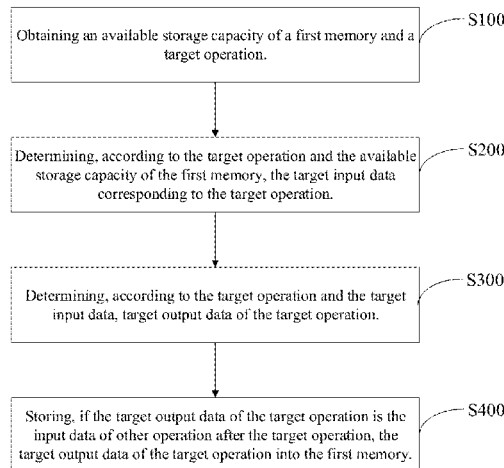 Obtaining an available storage capacity of a first memory and a
target operation.
S100
Determining, according to the target operation and the available
storage capacity of the first memory, the target input data
corresponding to the target operation.
S200
Determining, according to the target operation and the target
input data, target output data of the target operation.
S300
Storing, if the target output data of the target operation is the
input data of other operation after the target operation, the
target output data of the target operation into the first memory.
S400